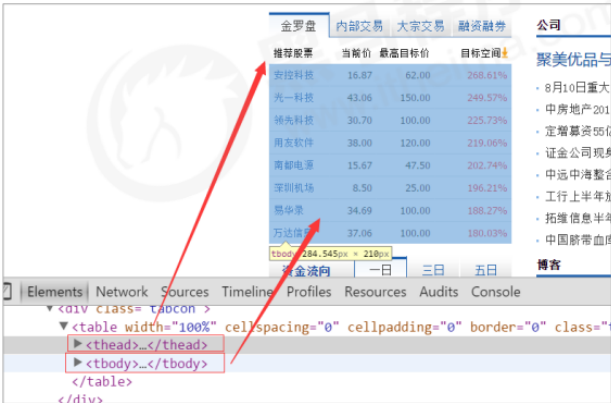 金罗盘 内部交易 大宗交易 融资融券 公司
推荐股票 当前价 最高目标价 目标空间
聚美优品与
安控科技 16.87 62.00 268.61%
8月10日重大
光一科技 43.06 150.00 249.57%
中房地产201
领先科技 30.70 100.00 225.73%
定增募资55亿
用友软件 38.00 120.00 219.06%
证金公司现身
南都电源 15.67 47.50 202.74%
中远中海整合
深圳机场 8.50 25.00 196.21%
工行上半年放
易华录 34.69 100.00 188.27%
拓维信息半年
万达信息 37.06 100.00 180.03%
中国脐带血库
tbody 284.545px × 210px
资金流向 一日 三日 五日 博客
Elements Network Sources Timeline Profiles Resources Audits Console
▼<div class="tabcon">
▼<table width="100%" cellspacing="0" cellpadding="0" border="0" class="t
▶<thead>…</thead>
▶<tbody>…</tbody>
</table>
</div>